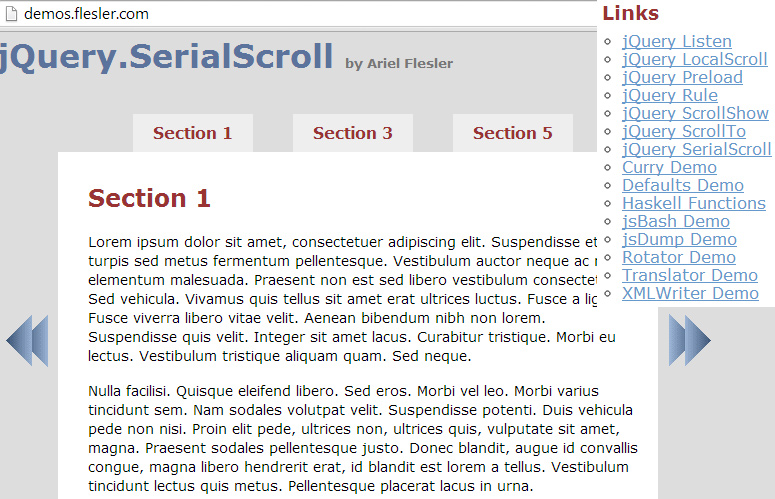 demos.flesler.com
jQuery.SerialScroll by Ariel Flesler
Section 1 Section 3 Section 5
Section 1
Lorem ipsum dolor sit amet, consectetuer adipiscing elit. Suspendisse et
turpis sed metus fermentum pellentesque. Vestibulum auctor neque ac
elementum malesuada. Praesent non est sed libero vestibulum
Sed vehicula. Vivamus quis tellus sit amet erat ultrices luctus. Fusce a
Fusce viverra libero vitae velit. Aenean bibendum nibh non lorem.
Suspendisse quis velit. Integer sit amet lacus. Curabitur tristique. Morbi eu
lectus. Vestibulum tristique aliquam quam. Sed neque.
Nulla facilisi. Quisque eleifend libero. Sed eros. Morbi vel leo. Morbi varius
tincidunt sem. Nam sodales volutpat velit. Suspendisse potenti. Duis vehicula
pede non nisi. Proin elit pede, ultrices non, ultrices quis, vulputate sit amet,
magna. Praesent sodales pellentesque justo. Donec blandit, augue id convallis
congue, magna libero hendrerit erat, id blandit est lorem a tellus. Vestibulum
tincidunt lectus quis metus. Pellentesque placerat lacus in urna.
Links
jQuery Listen
jQuery LocalScroll
jQuery Preload
jQuery Rule
jQuery ScrollShow
jQuery ScrollTo
jQuery SerialScroll
Curry Demo
Defaults Demo
Haskell Functions
jsBash Demo
jsDump Demo
Rotator Demo
Translator Demo
XMLWriter Demo